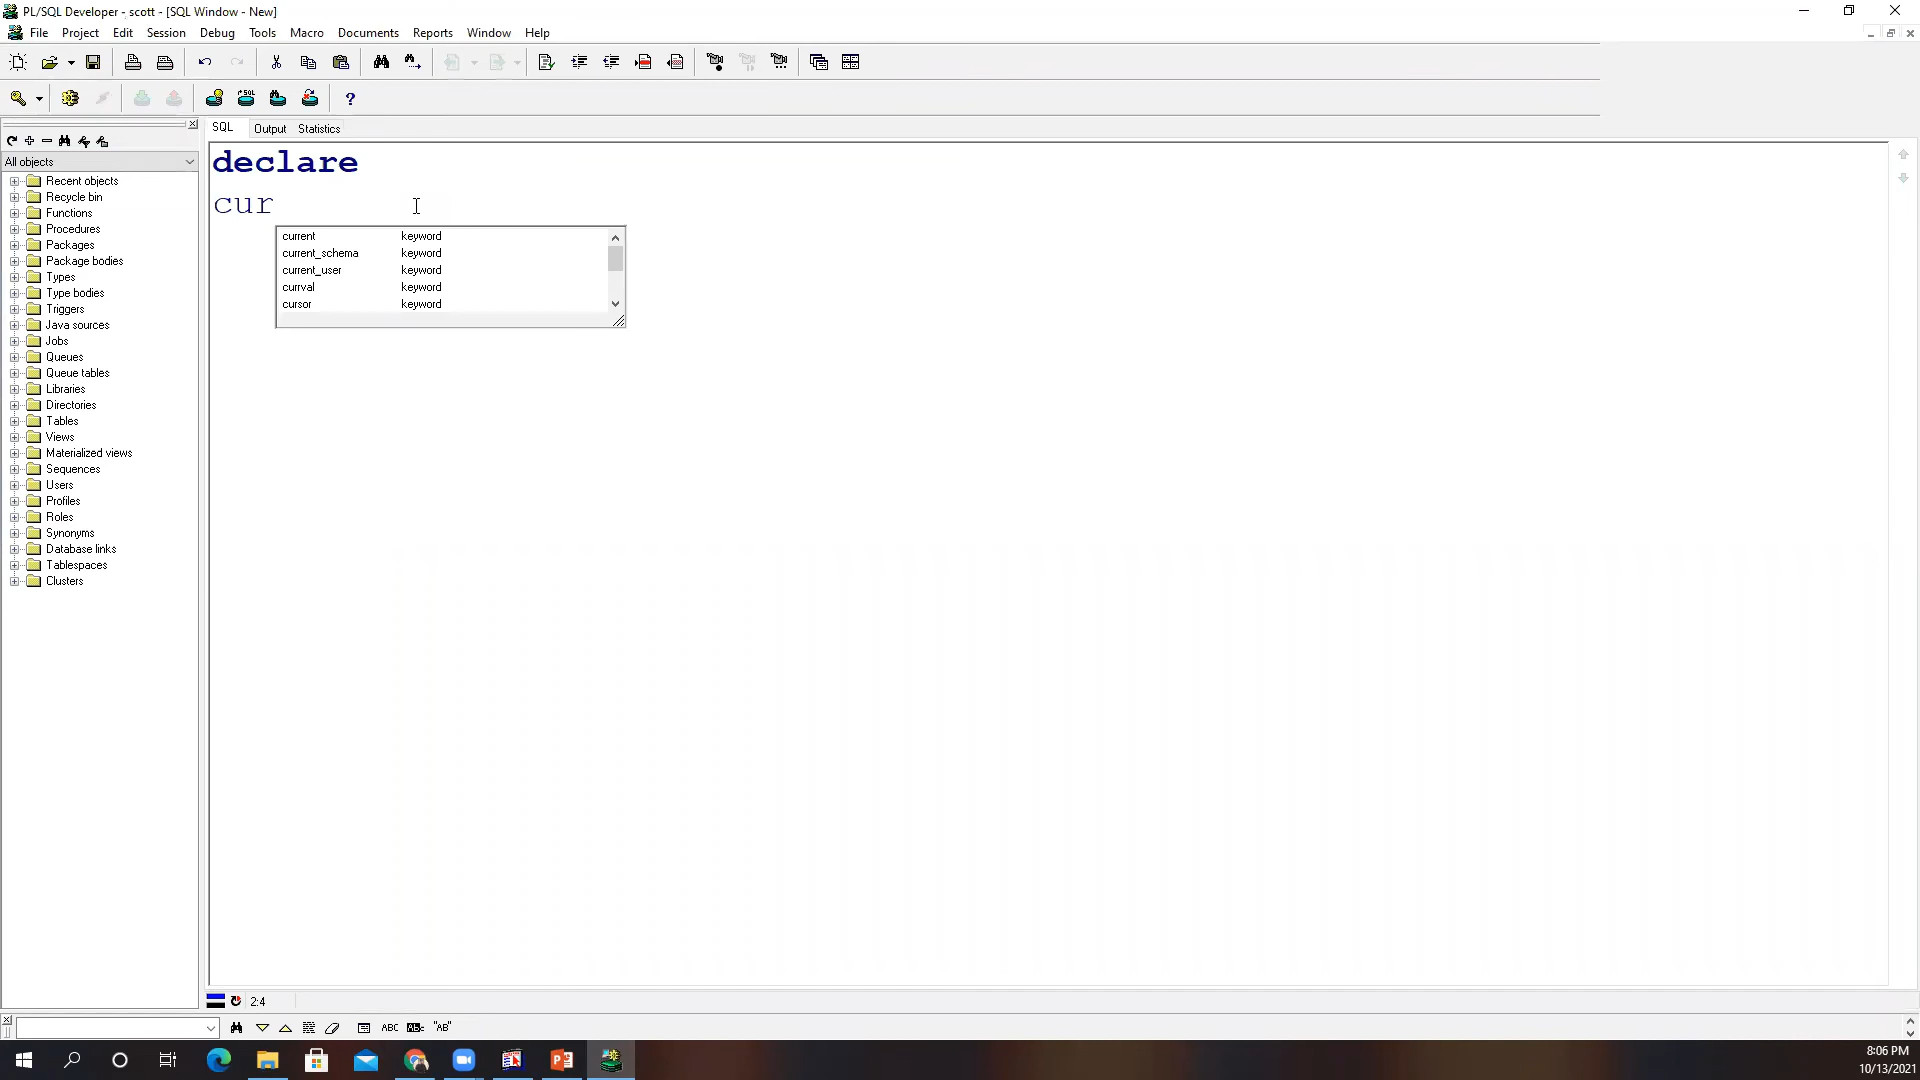 PL/SQL Developer - scott - [SQL Window - New]
File Project Edit Session Debug Tools Macro Documents Reports Window Help
SQL Output Statistics
All objects
Recent objects
Recycle bin
Functions
Procedures
Packages
Package bodies
Types
Type bodies
Triggers
Java sources
Jobs
Queues
Queue tables
Libraries
Directories
Tables
Views
Materialized views
Sequences
Users
Profiles
Roles
Synonyms
Database links
Tablespaces
Clusters
declare
cur
current keyword
current_schema keyword
current_user keyword
currval keyword
cursor keyword
2:4
ABC "AB"
8:06 PM
10/13/2021